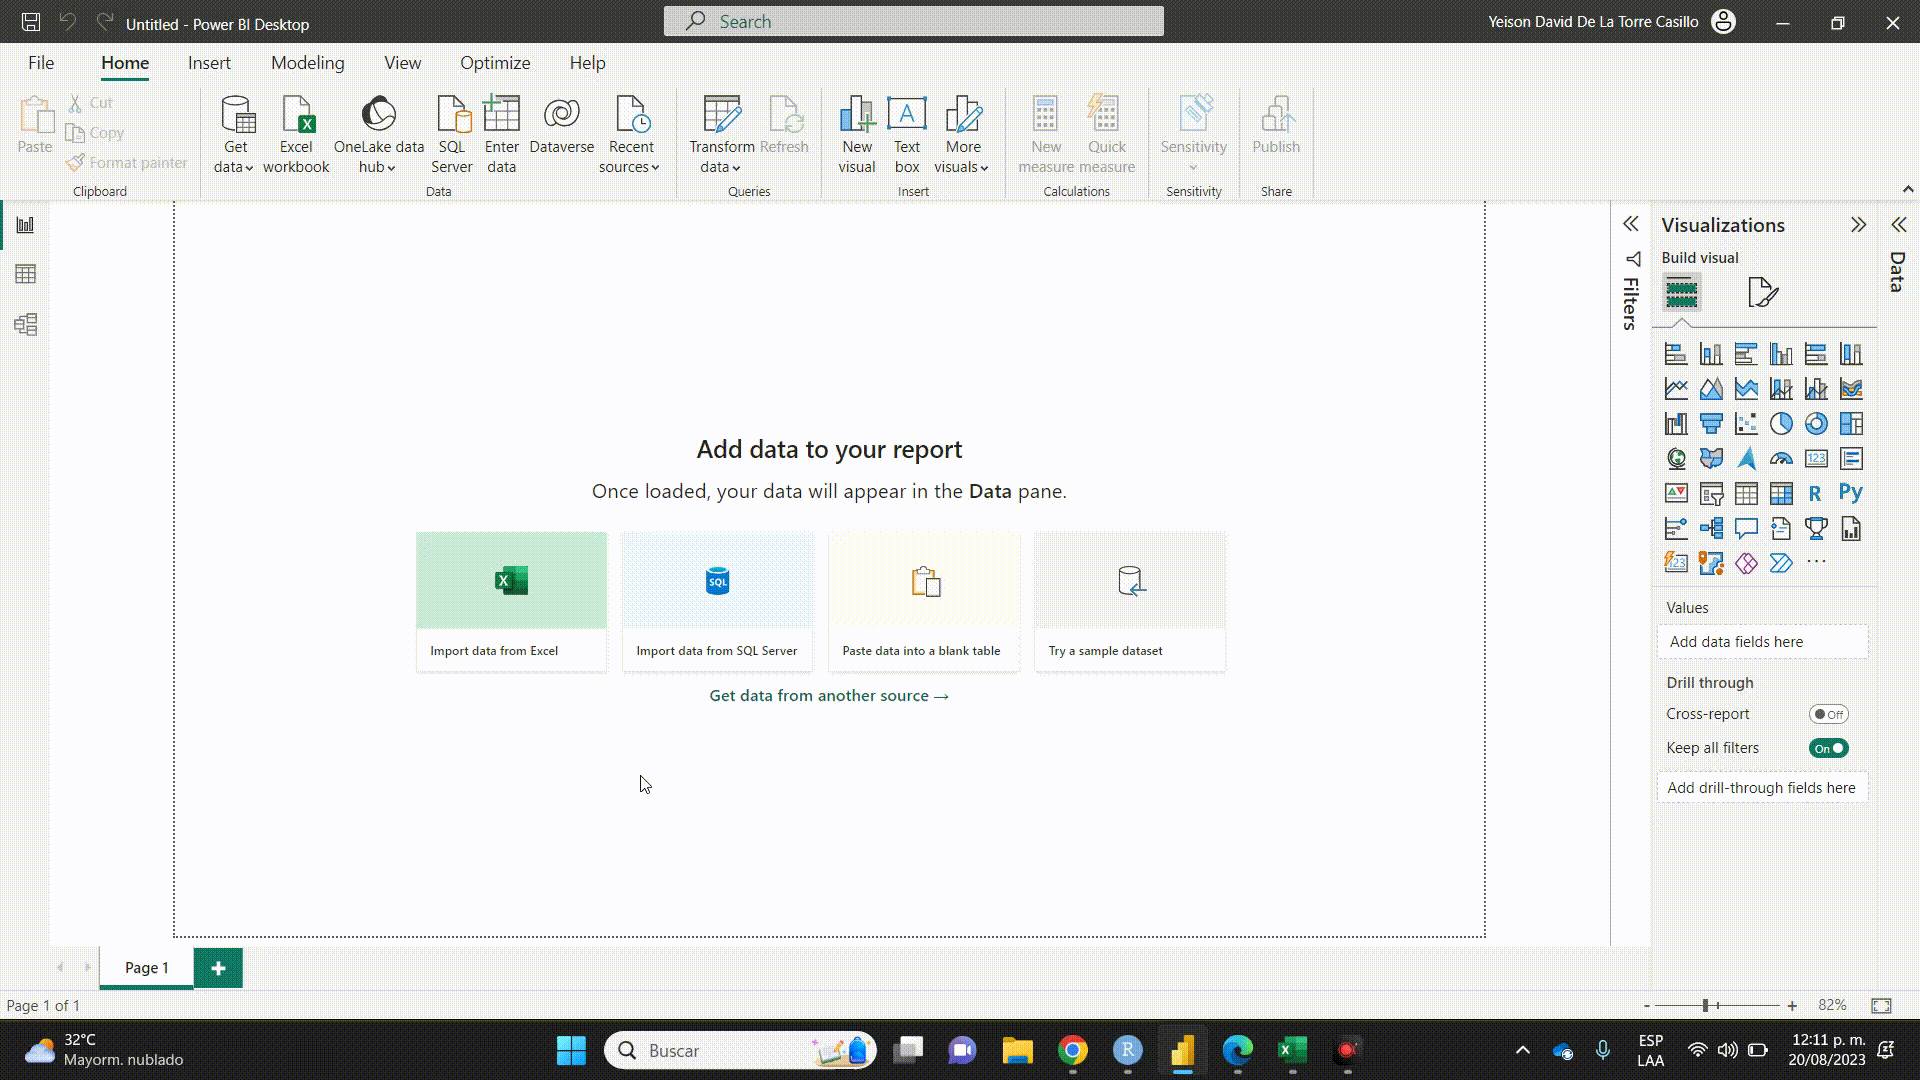 Untitled - Power BI Desktop
Search
Yeison David De La Torre Casillo
File
Home
Insert
Modeling
View
Optimize
Help
Paste
Cut
Copy
Format painter
Clipboard
Get data
Excel workbook
OneLake data hub
SQL Server
Enter data
Dataverse
Recent sources
Data
Transform data
Refresh
Queries
New visual
Text box
More visuals
Insert
New measure
Quick measure
Calculations
Sensitivity
Sensitivity
Publish
Share
Add data to your report
Once loaded, your data will appear in the Data pane.
X
SQL
Import data from Excel
Import data from SQL Server
Paste data into a blank table
Try a sample dataset
Get data from another source →
Filters
Visualizations
Build visual
123
R
Py
123
Values
Add data fields here
Drill through
Cross-report
Off
Keep all filters
On
Add drill-through fields here
Data
Page 1
Page 1 of 1
- + 82%
32°C
Mayorm. nublado
Buscar
R
X
ESP
LAA
12:11 p. m.
20/08/2023